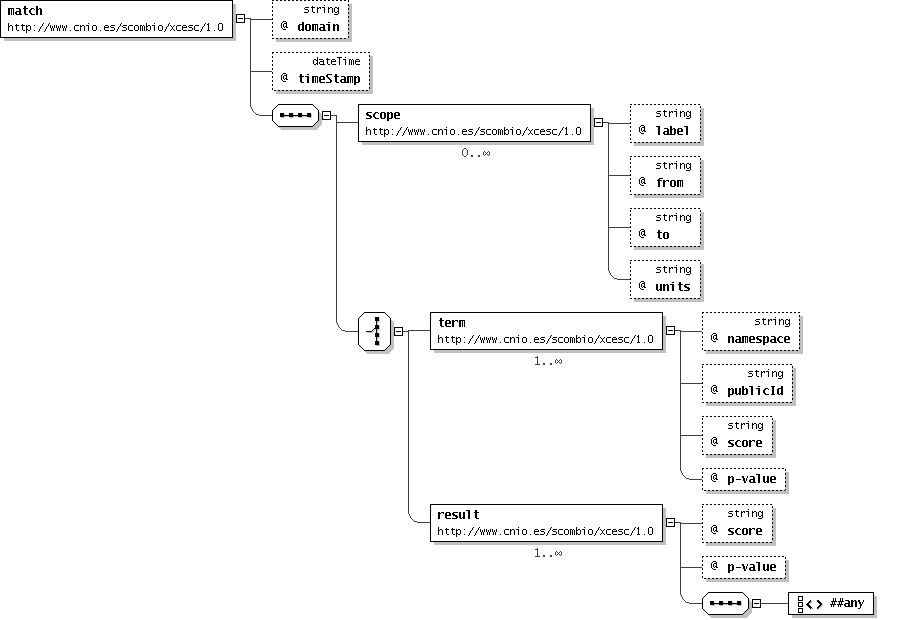 match
http://www.cnio.es/scombio/xcesc/1.0
string
@ domain
dateTime
@ timeStamp
scope
http://www.cnio.es/scombio/xcesc/1.0
0..∞
string
@ label
string
@ from
string
@ to
string
@ units
term
http://www.cnio.es/scombio/xcesc/1.0
1..∞
string
@ namespace
string
@ publicId
string
@ score
@ p-value
result
http://www.cnio.es/scombio/xcesc/1.0
1..∞
string
@ score
@ p-value
<> ##any